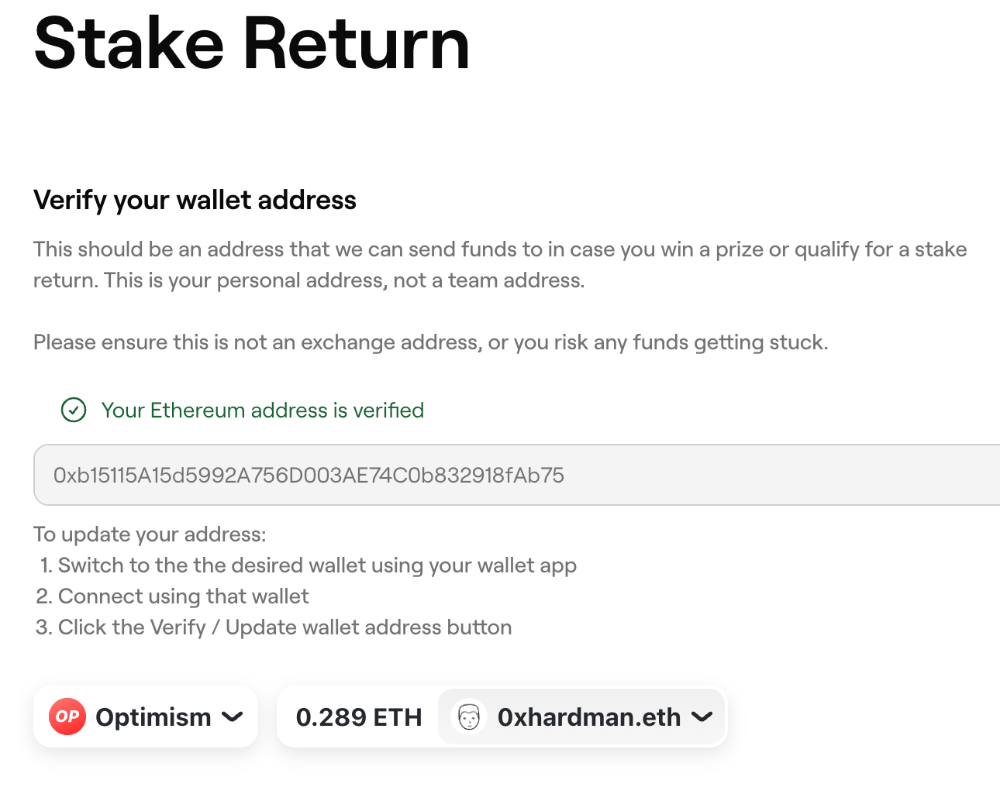 Stake Return
Verify your wallet address
This should be an address that we can send funds to in case you win a prize or qualify for a stake
return. This is your personal address, not a team address.
Please ensure this is not an exchange address, or you risk any funds getting stuck.
Your Ethereum address is verified
0xb15115A15d5992A756D003AE74C0b832918fAb75
To update your address:
1. Switch to the the desired wallet using your wallet app
2. Connect using that wallet
3. Click the Verify / Update wallet address button
OP Optimism 0.289 ETH 0xhardman.eth